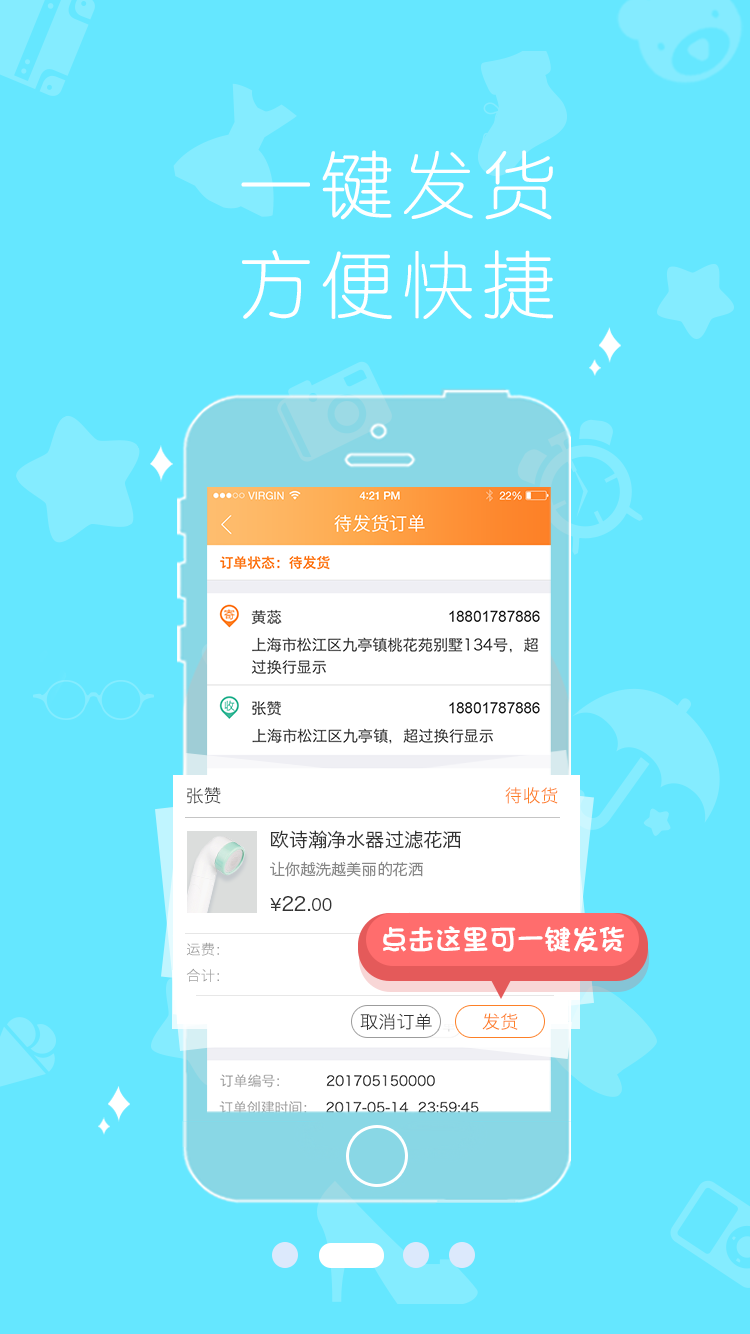 一键发货
方便快捷
VIRGIN 4:21 PM 22%
待发货订单
订单状态：待发货
寄 黄蕊 18801787886
上海市松江区九亭镇桃花苑别墅134号，超
过换行显示
收 张赞 18801787886
上海市松江区九亭镇，超过换行显示
张赞 待收货
欧诗瀚净水器过滤花洒
让你越洗越美丽的花洒
¥22.00
点击这里可一键发货
运费：
合计：
取消订单 发货
订单编号： 201705150000
订单创建时间： 2017-05-14 23:59:45